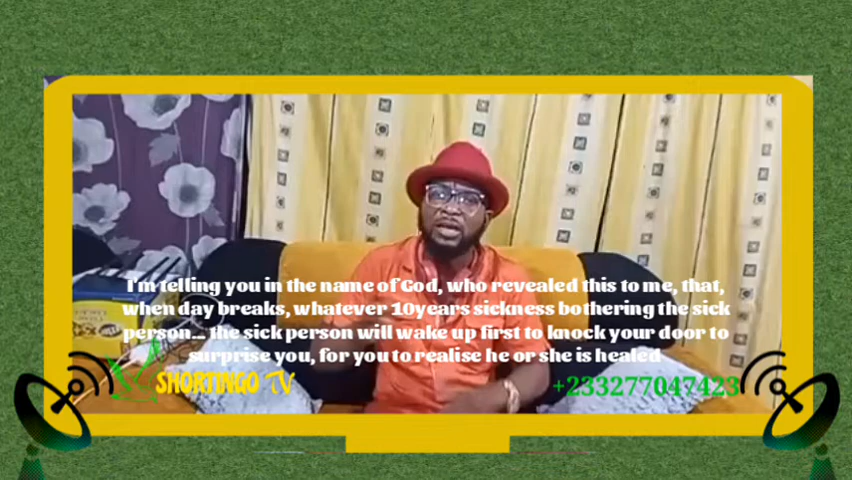 I'm telling you in the name of God, who revealed this to me, that,
when day breaks, whatever 10years sickness bothering the sick
person... the sick person will wake up first to knock your door to
surprise you, for you to realise he or she is healed
SHORTINGO TV
+233277047423